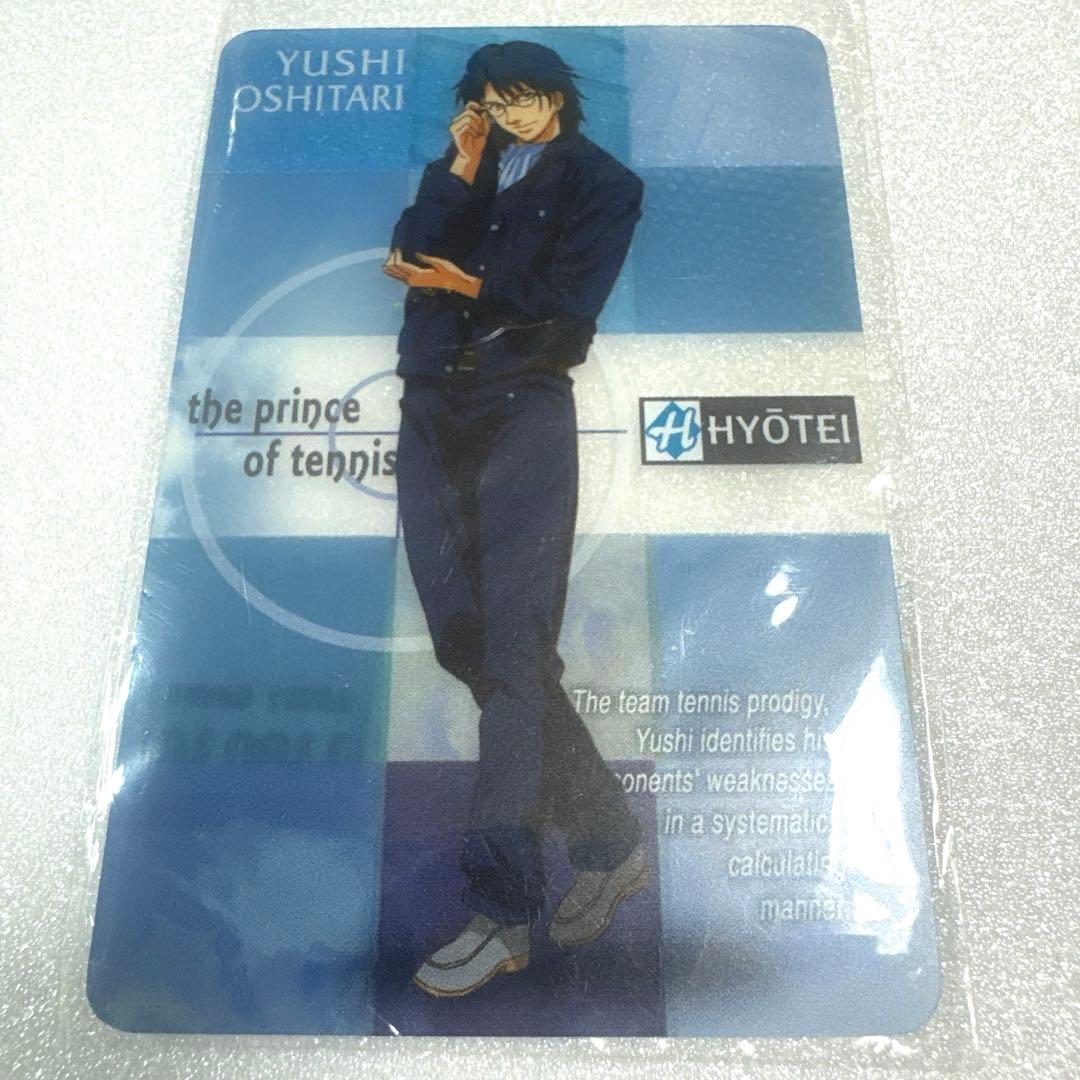 YUSHI
OSHITARI
the prince
of tennis
H HYŌTEI
The team tennis prodigy,
Yushi identifies his
weaknesses
in a systematic,
manner.